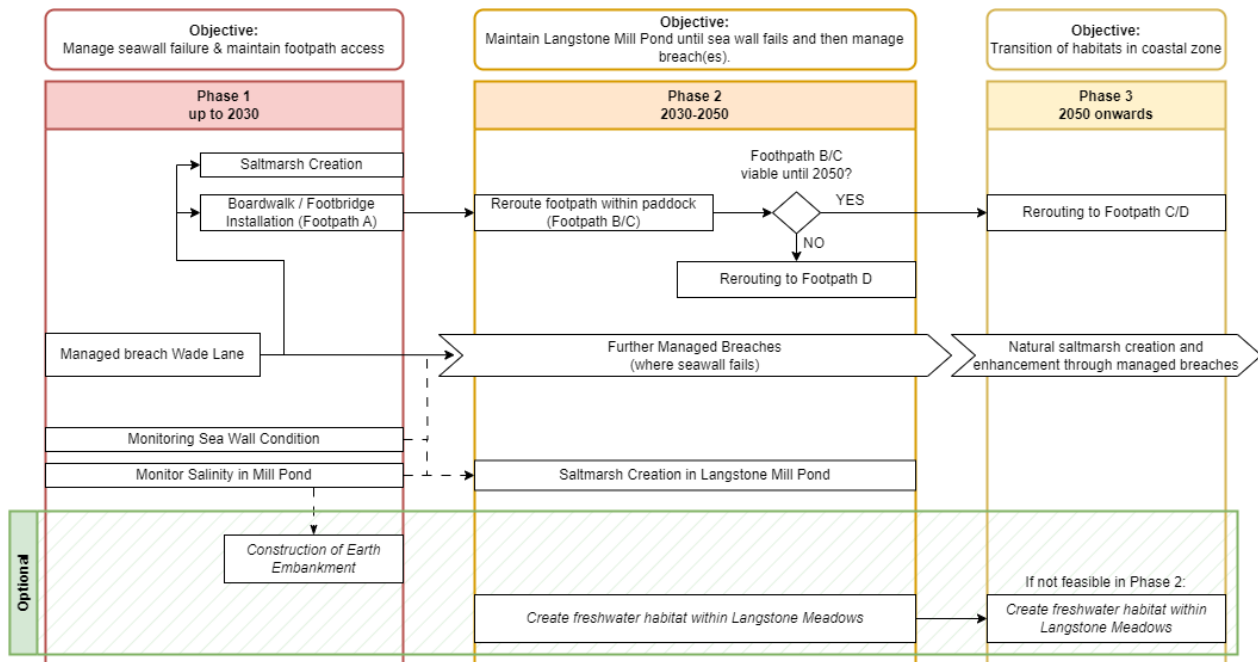 Objective:
Manage seawall failure & maintain footpath access
Objective:
Maintain Langstone Mill Pond until sea wall fails and then manage
breach(es).
Objective:
Transition of habitats in coastal zone
Phase 1
up to 2030
Phase 2
2030-2050
Phase 3
2050 onwards
Saltmarsh Creation
Boardwalk / Footbridge
Installation (Footpath A)
Reroute footpath within paddock
(Footpath B/C)
Foothpath B/C
viable until 2050?
YES
NO
Rerouting to Footpath C/D
Rerouting to Footpath D
Managed breach Wade Lane
Further Managed Breaches
(where seawall fails)
Natural saltmarsh creation and
enhancement through managed breaches
Monitoring Sea Wall Condition
Monitor Salinity in Mill Pond
Saltmarsh Creation in Langstone Mill Pond
Optional
Construction of Earth
Embankment
Create freshwater habitat within Langstone Meadows
If not feasible in Phase 2:
Create freshwater habitat within
Langstone Meadows